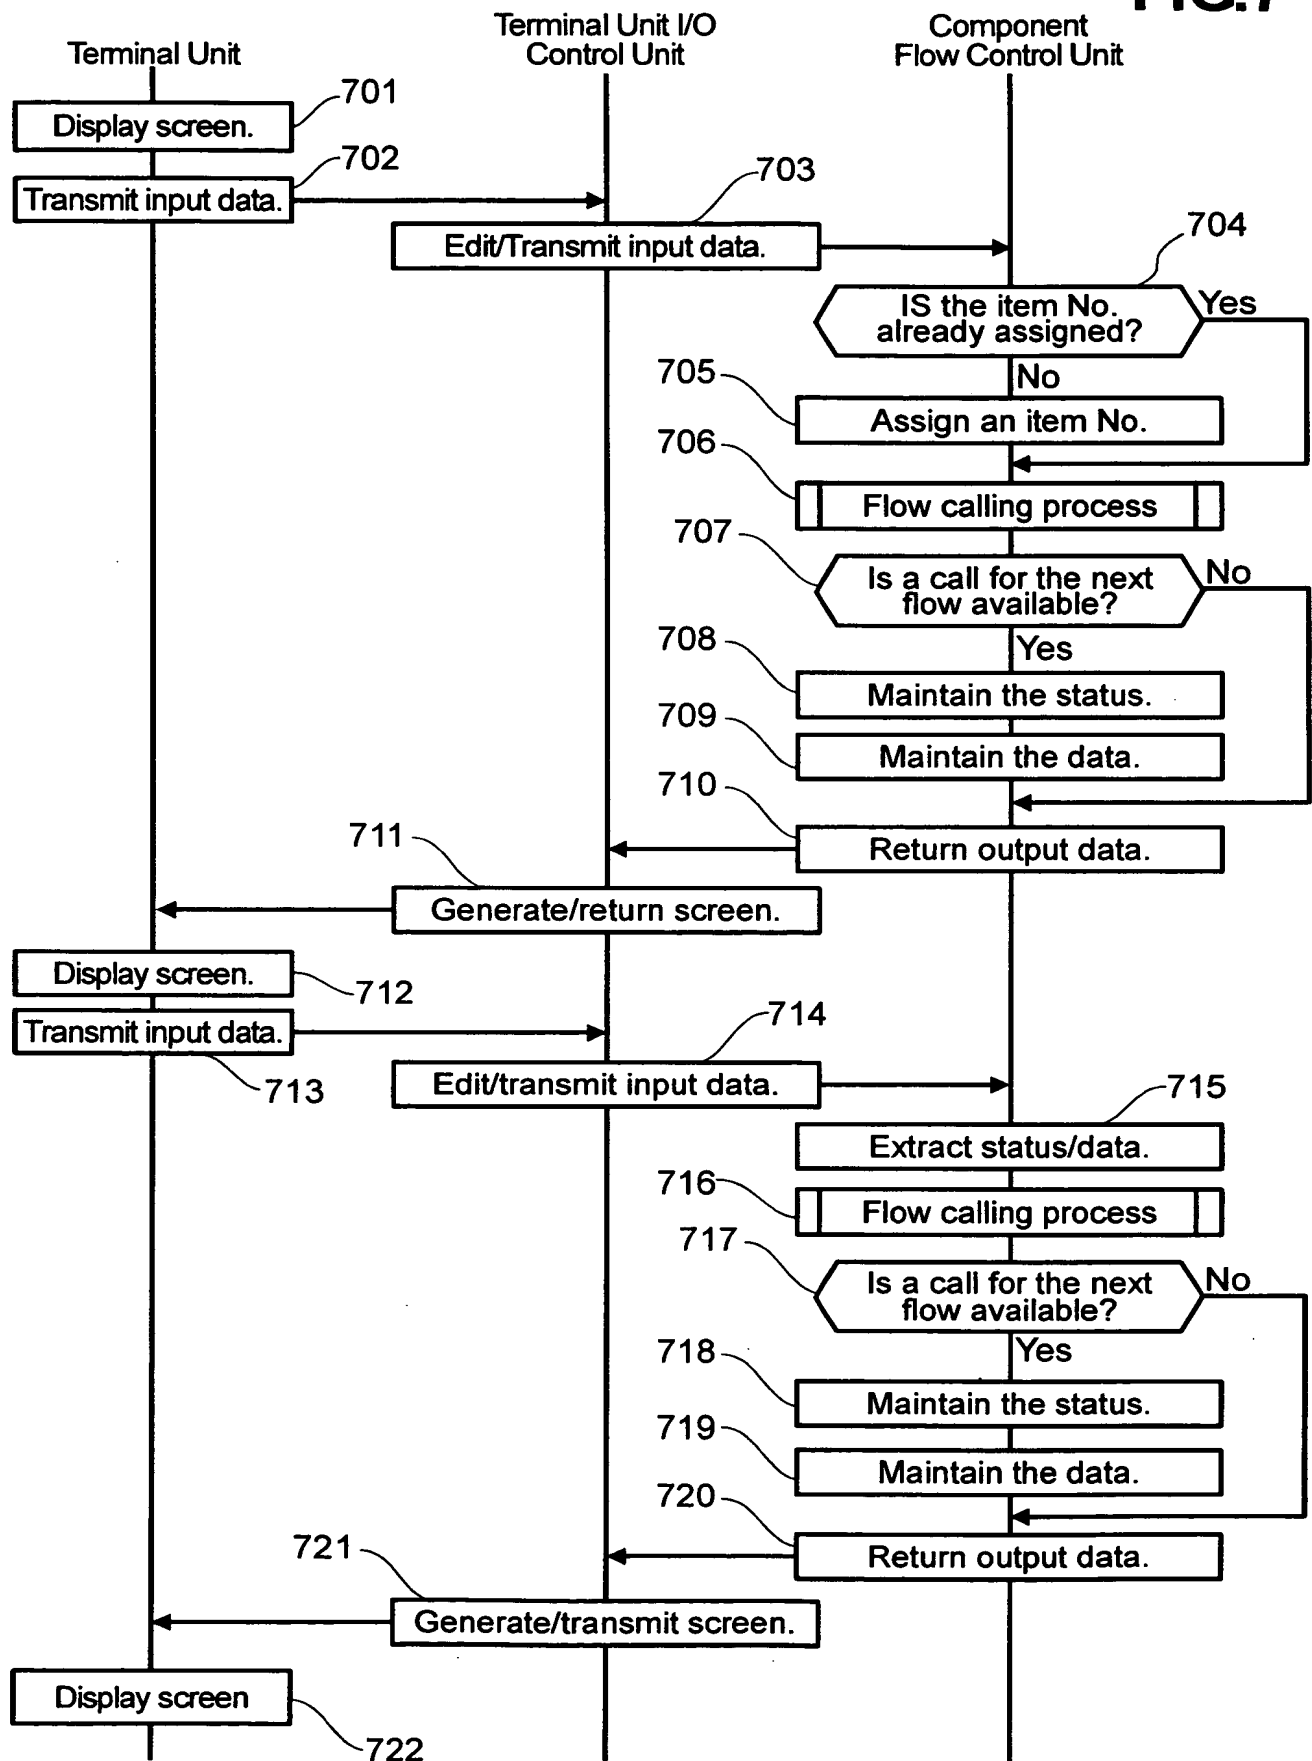 FIG.7
Terminal Unit
Terminal Unit I/O
Control Unit
Component
Flow Control Unit
701
Display screen.
702
Transmit input data.
703
Edit/Transmit input data.
704
IS the item No.
already assigned?
Yes
No
705
Assign an item No.
706
Flow calling process
707
Is a call for the next
flow available?
No
Yes
708
Maintain the status.
709
Maintain the data.
710
Return output data.
711
Generate/return screen.
Display screen.
712
Transmit input data.
713
714
Edit/transmit input data.
715
Extract status/data.
716
Flow calling process
717
Is a call for the next
flow available?
No
Yes
718
Maintain the status.
719
Maintain the data.
720
Return output data.
721
Generate/transmit screen.
Display screen
722